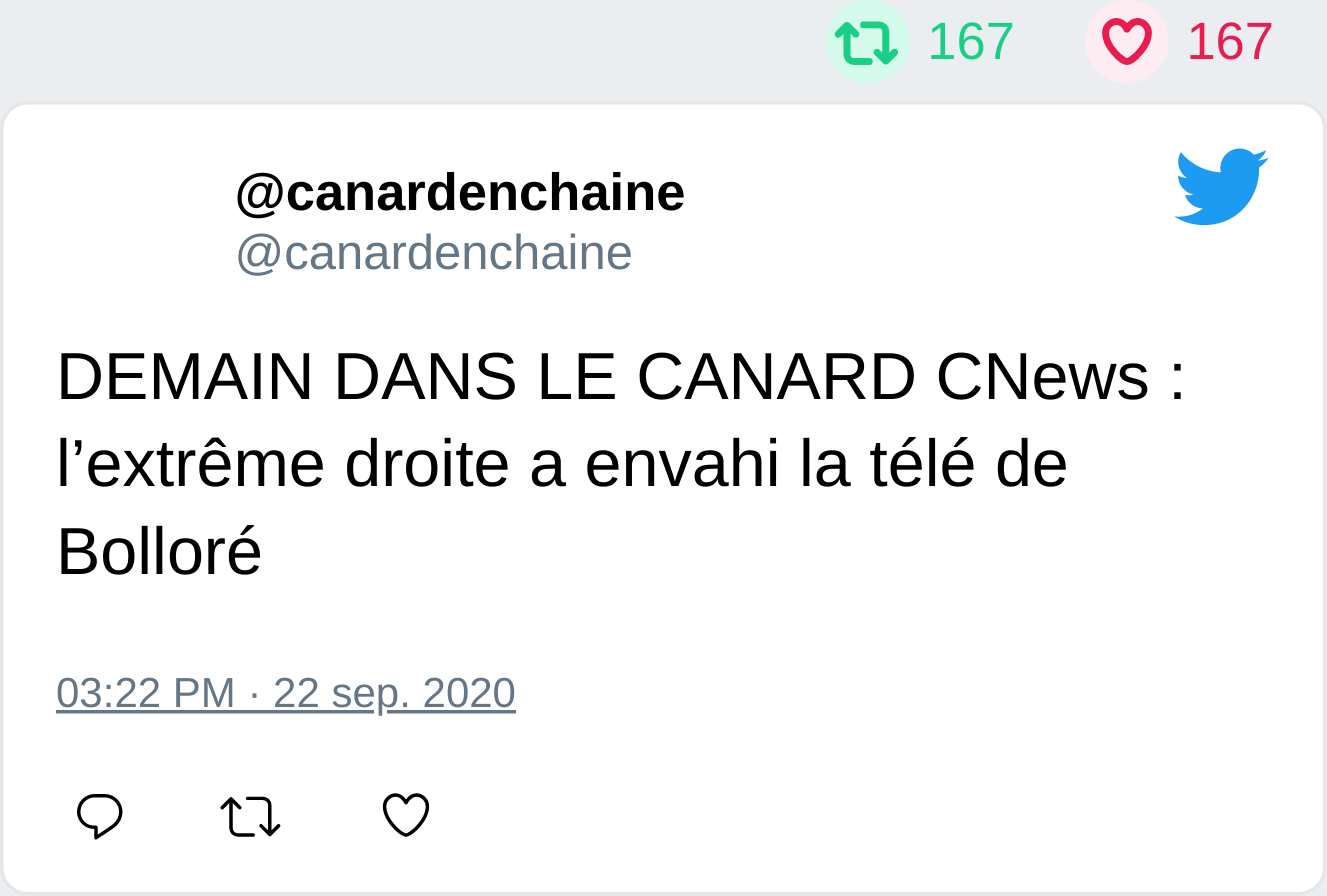 167 167
@canardenchaine
@canardenchaine
DEMAIN DANS LE CANARD CNews :
l’extrême droite a envahi la télé de
Bolloré
03:22 PM · 22 sep. 2020